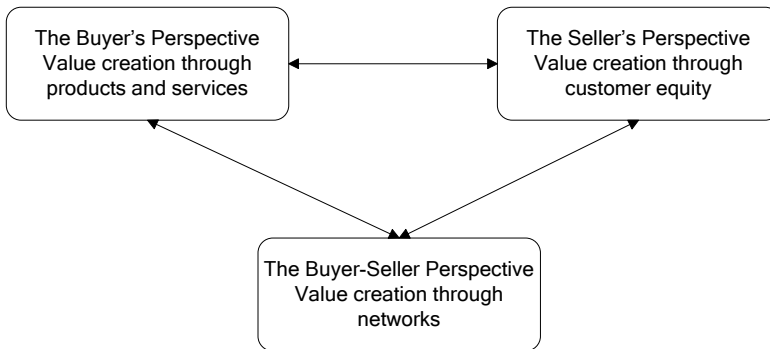 The Buyer's Perspective
Value creation through
products and services
The Seller's Perspective
Value creation through
customer equity
The Buyer-Seller Perspective
Value creation through
networks